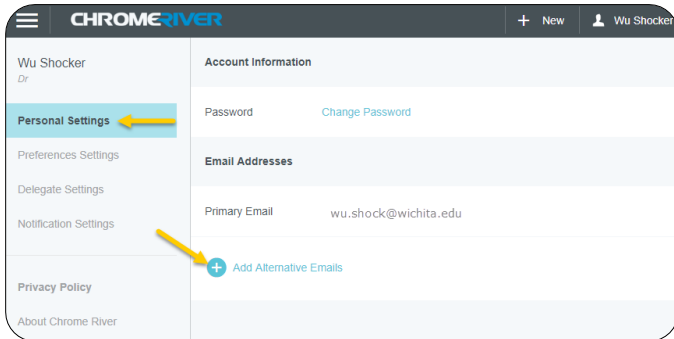 CHROMERIVER
+ New
Wu Shocker
Wu Shocker
Dr
Personal Settings
Preferences Settings
Delegate Settings
Notification Settings
Privacy Policy
About Chrome River
Account Information
Password Change Password
Email Addresses
Primary Email wu.shock@wichita.edu
+ Add Alternative Emails